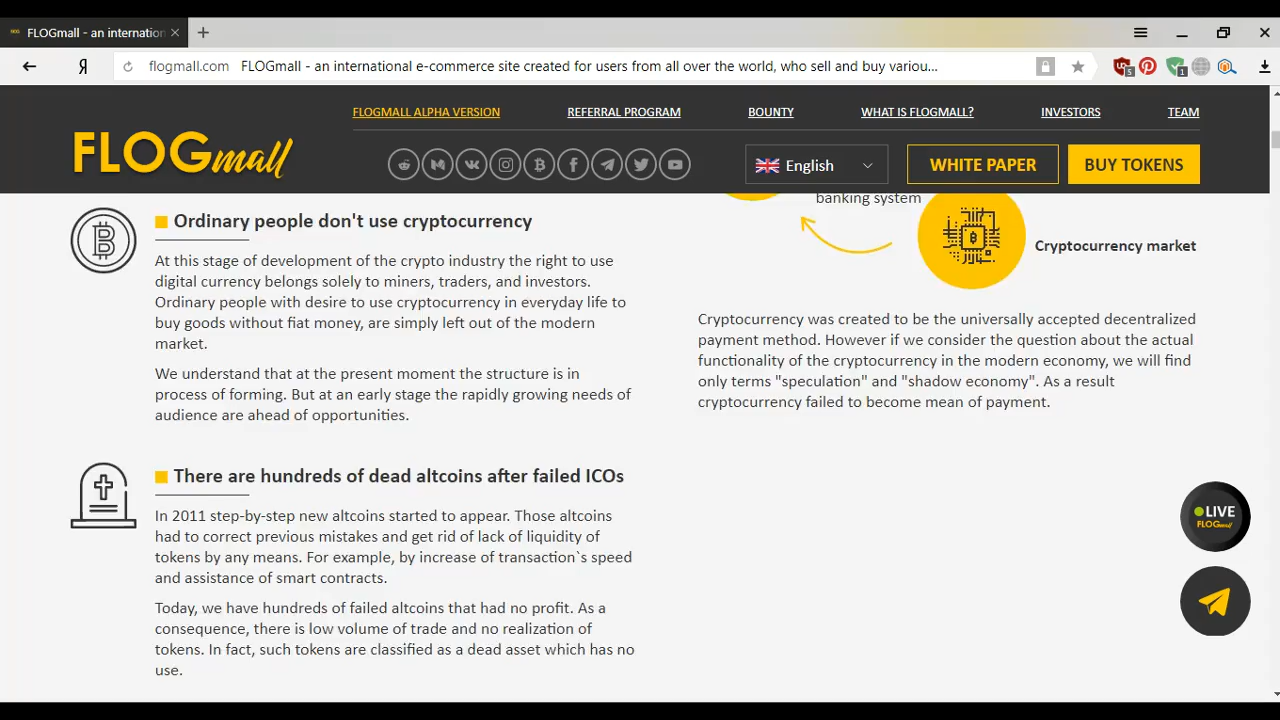 FLOGmall - an internation
Я
flogmall.com FLOGmall - an international e-commerce site created for users from all over the world, who sell and buy variou...
5
1
FLOGMALL ALPHA VERSION REFERRAL PROGRAM BOUNTY WHAT IS FLOGMALL? INVESTORS TEAM
FLOGmall
English
WHITE PAPER
BUY TOKENS
Ordinary people don't use cryptocurrency
At this stage of development of the crypto industry the right to use
digital currency belongs solely to miners, traders, and investors.
Ordinary people with desire to use cryptocurrency in everyday life to
buy goods without fiat money, are simply left out of the modern
market.
We understand that at the present moment the structure is in
process of forming. But at an early stage the rapidly growing needs of
audience are ahead of opportunities.
There are hundreds of dead altcoins after failed ICOs
In 2011 step-by-step new altcoins started to appear. Those altcoins
had to correct previous mistakes and get rid of lack of liquidity of
tokens by any means. For example, by increase of transaction`s speed
and assistance of smart contracts.
Today, we have hundreds of failed altcoins that had no profit. As a
consequence, there is low volume of trade and no realization of
tokens. In fact, such tokens are classified as a dead asset which has no
use.
banking system
Cryptocurrency market
Cryptocurrency was created to be the universally accepted decentralized
payment method. However if we consider the question about the actual
functionality of the cryptocurrency in the modern economy, we will find
only terms "speculation" and "shadow economy". As a result
cryptocurrency failed to become mean of payment.
LIVE
FLOGmall